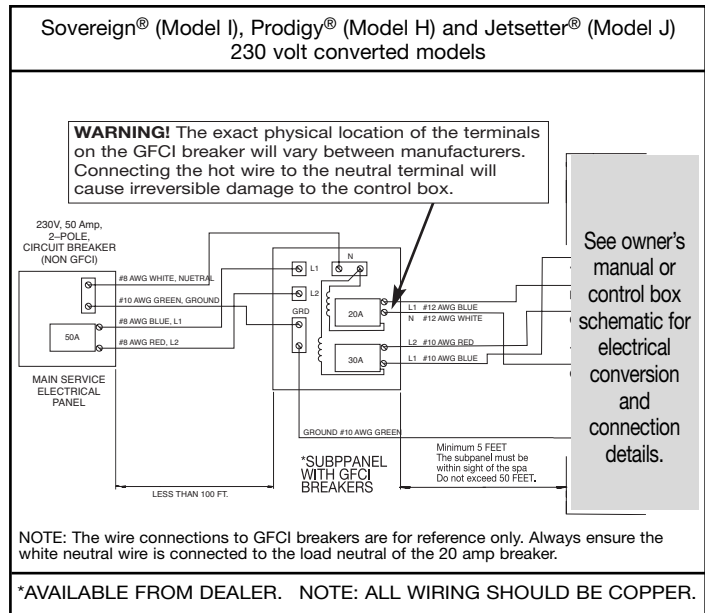 Sovereign® (Model I), Prodigy® (Model H) and Jetsetter® (Model J)
230 volt converted models
WARNING! The exact physical location of the terminals
on the GFCI breaker will vary between manufacturers.
Connecting the hot wire to the neutral terminal will
cause irreversible damage to the control box.
230V, 50 Amp,
2–POLE,
CIRCUIT BREAKER
(NON GFCI)
#8 AWG WHITE, NUETRAL
#10 AWG GREEN, GROUND
#8 AWG BLUE, L1
#8 AWG RED, L2
50A
MAIN SERVICE
ELECTRICAL
PANEL
N
L1
L2
GRD
20A
30A
L1 #12 AWG BLUE
N #12 AWG WHITE
L2 #10 AWG RED
L1 #10 AWG BLUE
GROUND #10 AWG GREEN
*SUBPPANEL
WITH GFCI
BREAKERS
LESS THAN 100 FT.
Minimum 5 FEET
The subpanel must be
within sight of the spa
Do not exceed 50 FEET.
See owner's
manual or
control box
schematic for
electrical
conversion
and
connection
details.
NOTE: The wire connections to GFCI breakers are for reference only. Always ensure the
white neutral wire is connected to the load neutral of the 20 amp breaker.
*AVAILABLE FROM DEALER. NOTE: ALL WIRING SHOULD BE COPPER.